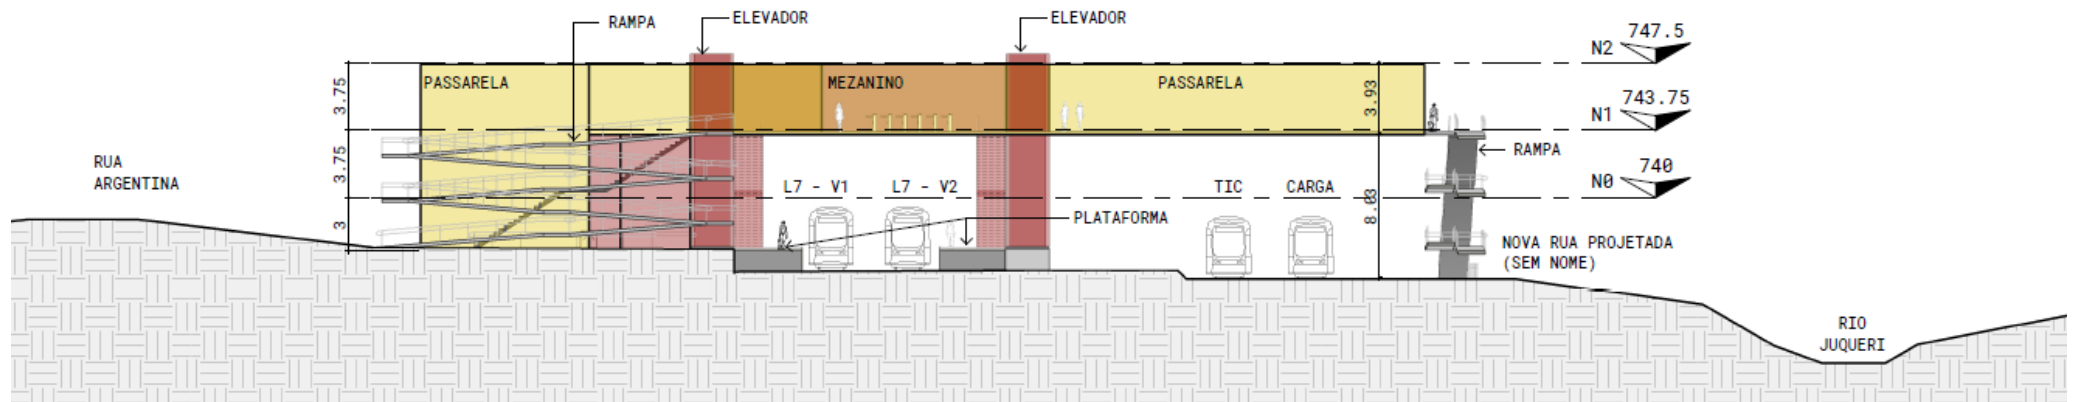 RAMPA
ELEVADOR
ELEVADOR
N2 747.5
PASSARELA
MEZANINO
PASSARELA
3.75
3.93
N1 743.75
RUA
ARGENTINA
3.75
RAMPA
L7 - V1
L7 - V2
TIC
CARGA
N0 740
8.03
PLATAFORMA
3
NOVA RUA PROJETADA
(SEM NOME)
RIO
JUQUERI